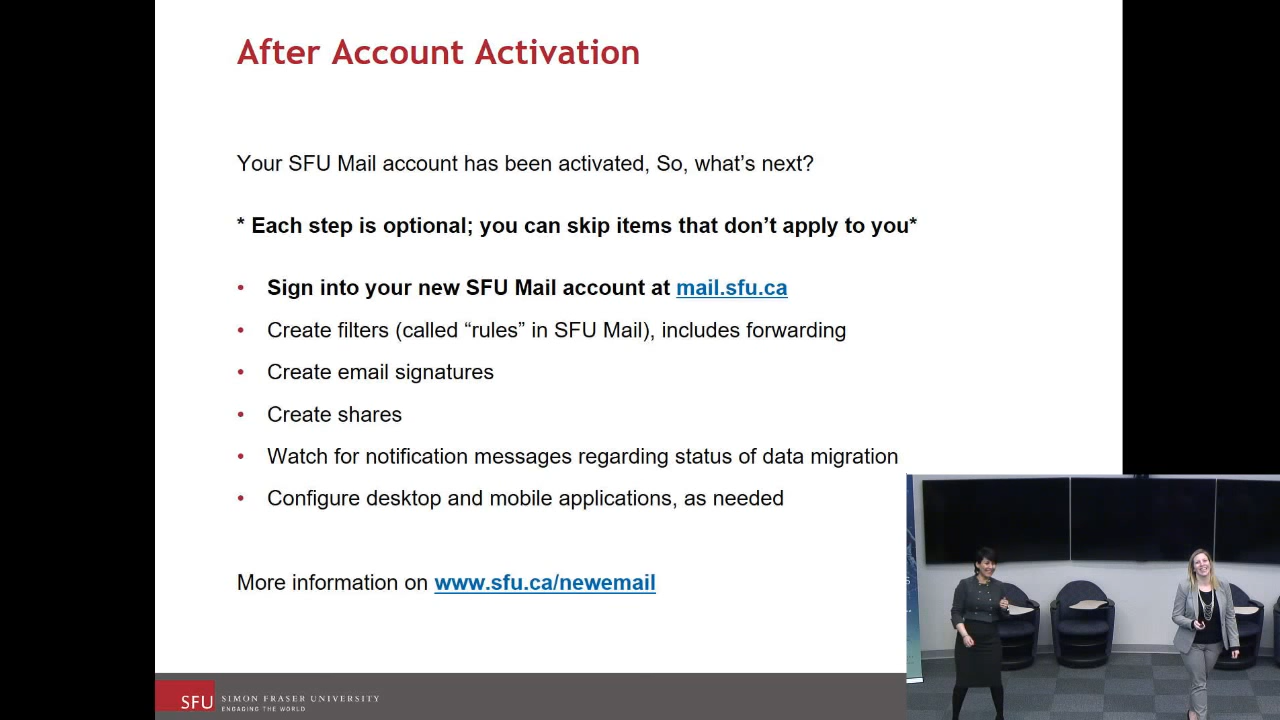 After Account Activation
Your SFU Mail account has been activated, So, what’s next?
* Each step is optional; you can skip items that don’t apply to you*
• Sign into your new SFU Mail account at mail.sfu.ca
• Create filters (called “rules” in SFU Mail), includes forwarding
• Create email signatures
• Create shares
• Watch for notification messages regarding status of data migration
• Configure desktop and mobile applications, as needed
More information on www.sfu.ca/newemail
SFU
SIMON FRASER UNIVERSITY
ENGAGING THE WORLD